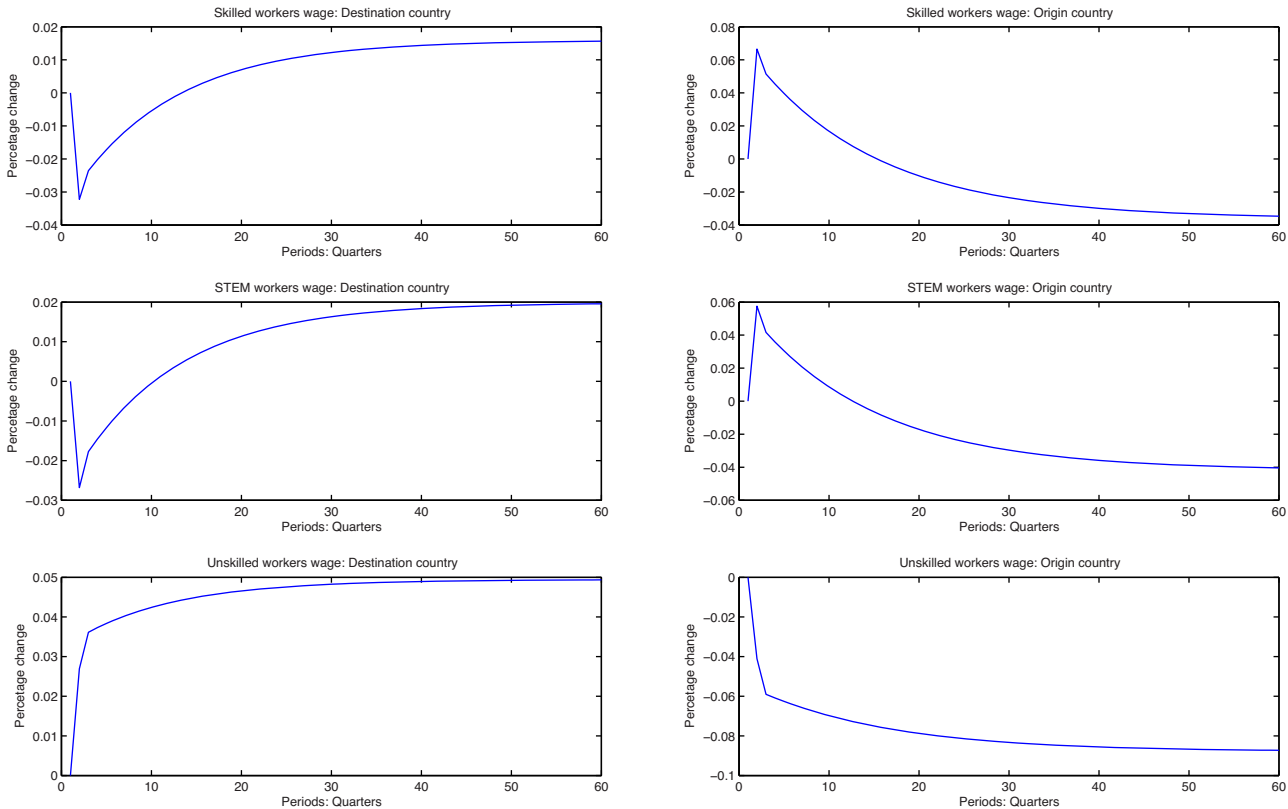 Skilled workers wage: Destination country
0.02
0.01
0
−0.01
−0.02
−0.03
−0.04
Percetage change
0 10 20 30 40 50 60
Periods: Quarters
Skilled workers wage: Origin country
0.08
0.06
0.04
0.02
0
−0.02
−0.04
Percetage change
0 10 20 30 40 50 60
Periods: Quarters
STEM workers wage: Destination country
0.02
0.01
0
−0.01
−0.02
−0.03
Percetage change
0 10 20 30 40 50 60
Periods: Quarters
STEM workers wage: Origin country
0.06
0.04
0.02
0
−0.02
−0.04
−0.06
Percetage change
0 10 20 30 40 50 60
Periods: Quarters
Unskilled workers wage: Destination country
0.05
0.04
0.03
0.02
0.01
0
Percetage change
0 10 20 30 40 50 60
Periods: Quarters
Unskilled workers wage: Origin country
0
−0.02
−0.04
−0.06
−0.08
−0.1
Percetage change
0 10 20 30 40 50 60
Periods: Quarters